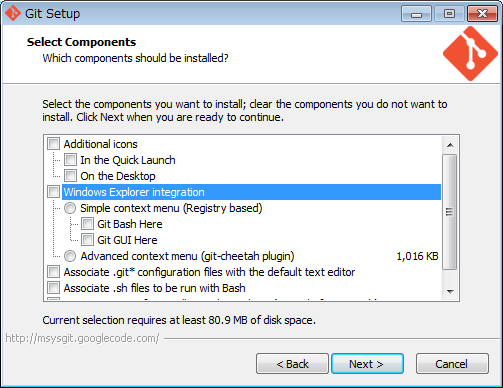 Git Setup
Select Components
Which components should be installed?
Select the components you want to install; clear the components you do not want to
install. Click Next when you are ready to continue.
Additional icons
In the Quick Launch
On the Desktop
Windows Explorer integration
Simple context menu (Registry based)
Git Bash Here
Git GUI Here
Advanced context menu (git-cheetah plugin) 1,016 KB
Associate .git* configuration files with the default text editor
Associate .sh files to be run with Bash
Current selection requires at least 80.9 MB of disk space.
http://msysgit.googlecode.com/
< Back
Next >
Cancel